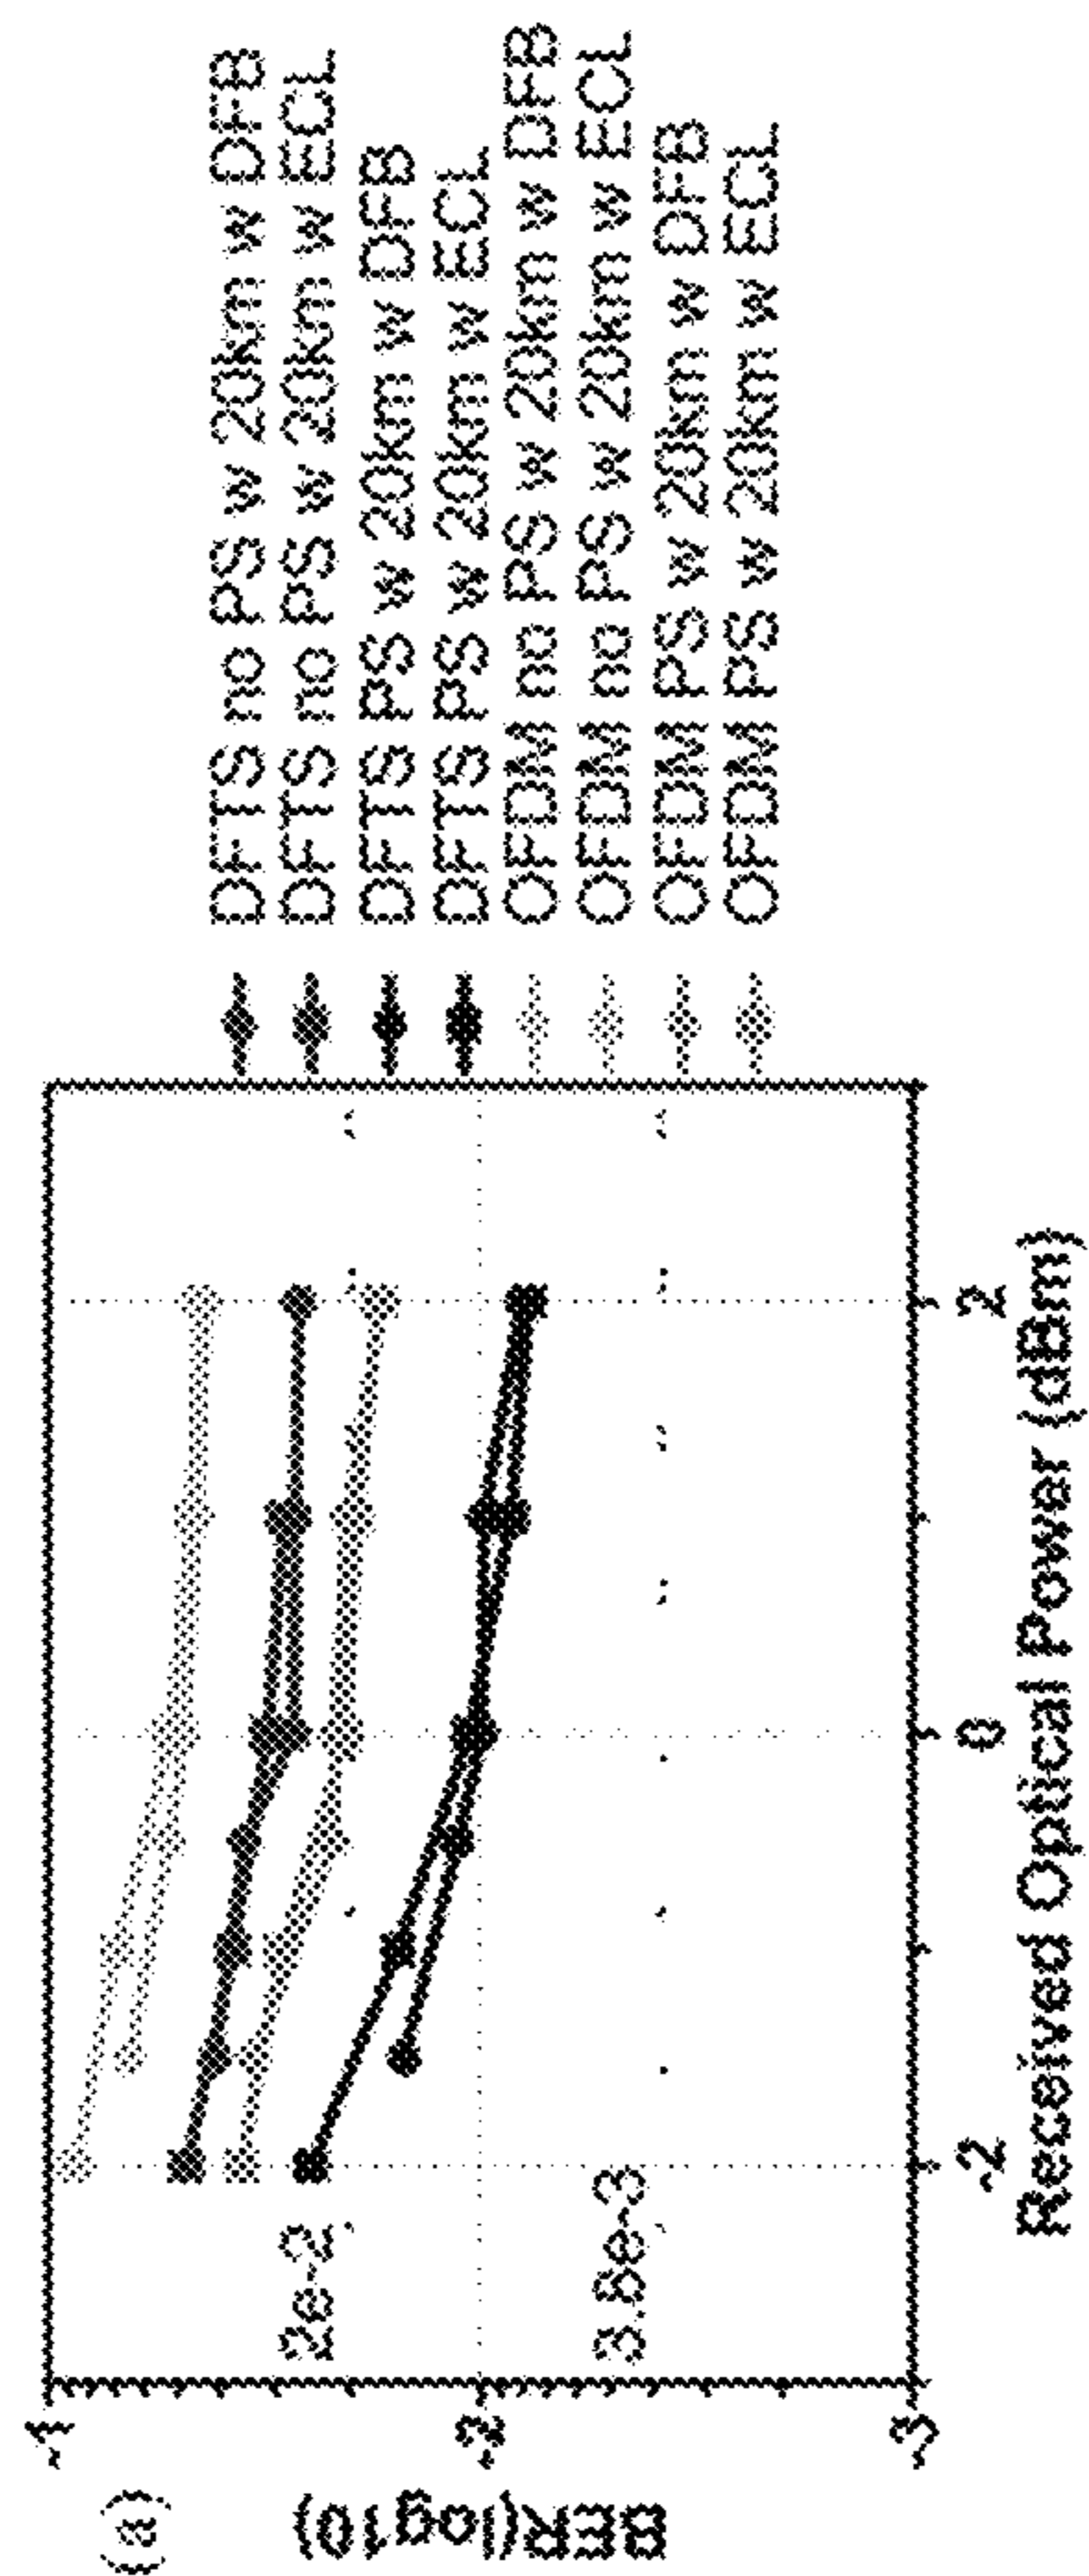 (a)
BER(log10)
-1
-2
-3
2e-2
3.8e-3
-2
0
2
Received Optical Power (dBm)
DFTS no PS w 20km w DFB
DFTS no PS w 20km w ECL
DFTS PS w 20km w DFB
DFTS PS w 20km w ECL
OFDM no PS w 20km w DFB
OFDM no PS w 20km w ECL
OFDM PS w 20km w DFB
OFDM PS w 20km w ECL